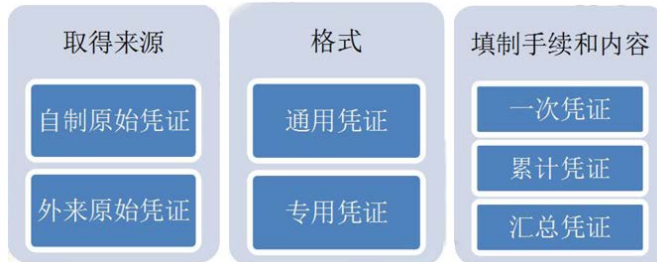 取得来源
自制原始凭证
外来原始凭证
格式
通用凭证
专用凭证
填制手续和内容
一次凭证
累计凭证
汇总凭证